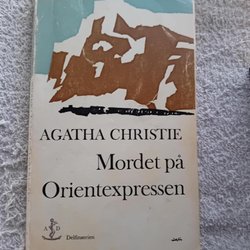 AGATHA CHRISTIE
Mordet på
Orientexpressen
A D
Delfinserien